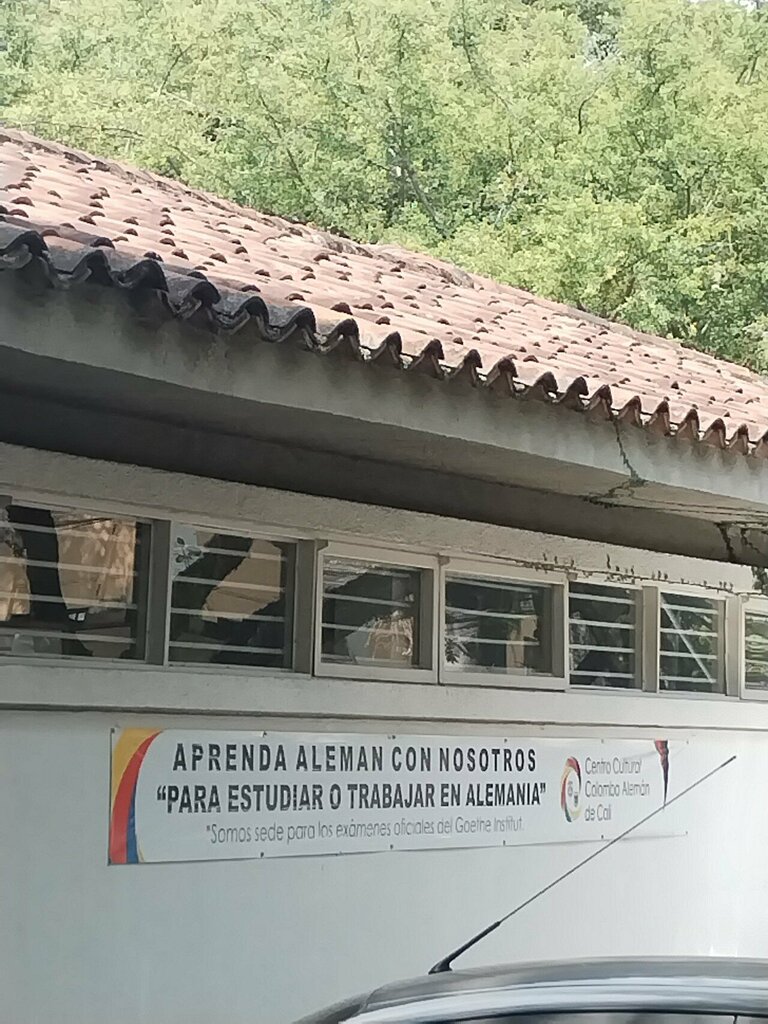 APRENDA ALEMAN CON NOSOTROS
“PARA ESTUDIAR O TRABAJAR EN ALEMANIA”
*Somos sede para los exámenes oficiales del Goethe Institut.
Centro Cultural
Colombo Alemán
de Cali